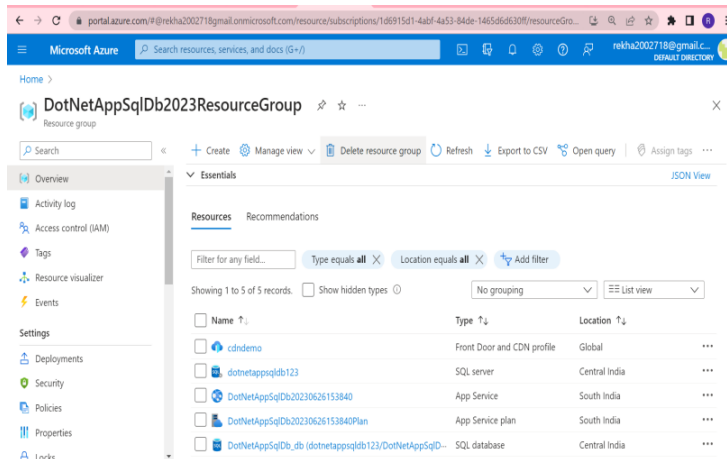 portal.azure.com/#@rekha2002718gmail.onmicrosoft.com/resource/subscriptions/1d6915d1-4abf-4a53-84de-1465d6d630ff/resourceGro...
Microsoft Azure
Search resources, services, and docs (G+/)
rekha2002718@gmail.c...
DEFAULT DIRECTORY
Home >
DotNetAppSqlDb2023ResourceGroup
Resource group
Search
Create
Manage view
Delete resource group
Refresh
Export to CSV
Open query
Assign tags
Overview
Activity log
Access control (IAM)
Tags
Resource visualizer
Events
Settings
Deployments
Security
Policies
Properties
Locks
Essentials
JSON View
Resources Recommendations
Filter for any field...
Type equals all
Location equals all
Add filter
Showing 1 to 5 of 5 records.
Show hidden types
No grouping
List view
Name Type Location
cdndemo Front Door and CDN profile Global
dotnetappsqldb123 SQL server Central India
DotNetAppSqlDb20230626153840 App Service South India
DotNetAppSqlDb20230626153840Plan App Service plan South India
DotNetAppSqlDb_db (dotnetappsqldb123/DotNetAppSqlD... SQL database Central India